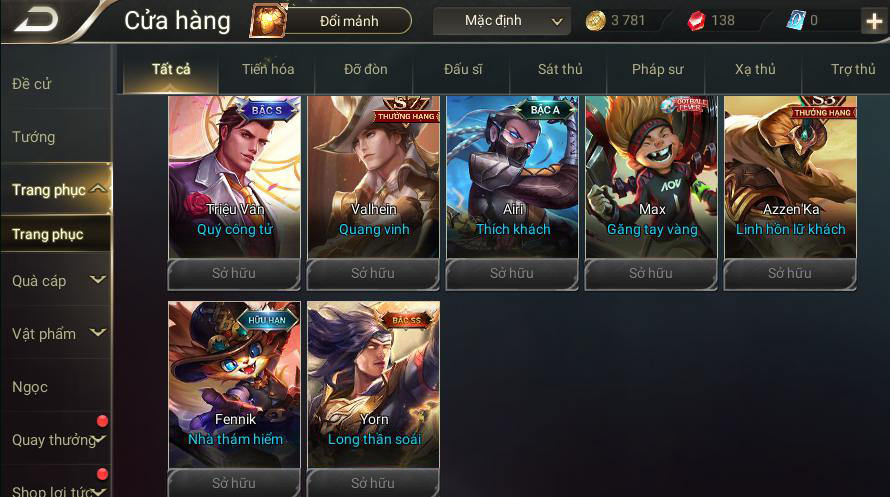 Cửa hàng
Đổi mảnh
Mặc định
3 781
138
0
Đề cử
Tướng
Trang phục
Trang phục
Quà cáp
Vật phẩm
Ngọc
Quay thưởng
Shop lợi tức
Tất cả
Tiến hóa
Đỡ đòn
Đấu sĩ
Sát thủ
Pháp sư
Xạ thủ
Trợ thủ
BẬC S
Triệu Vân
Quý công tử
Sở hữu
THƯỞNG HẠNG
Valhein
Quang vinh
Sở hữu
BẬC A
Airi
Thích khách
Sở hữu
FOOTBALL
FEVER
AOV
Max
Găng tay vàng
Sở hữu
THƯỞNG HẠNG
Azzen'Ka
Linh hồn lữ khách
Sở hữu
HỮU HẠN
Fennik
Nhà thám hiểm
Sở hữu
BẬC SS
Yorn
Long thần soái
Sở hữu